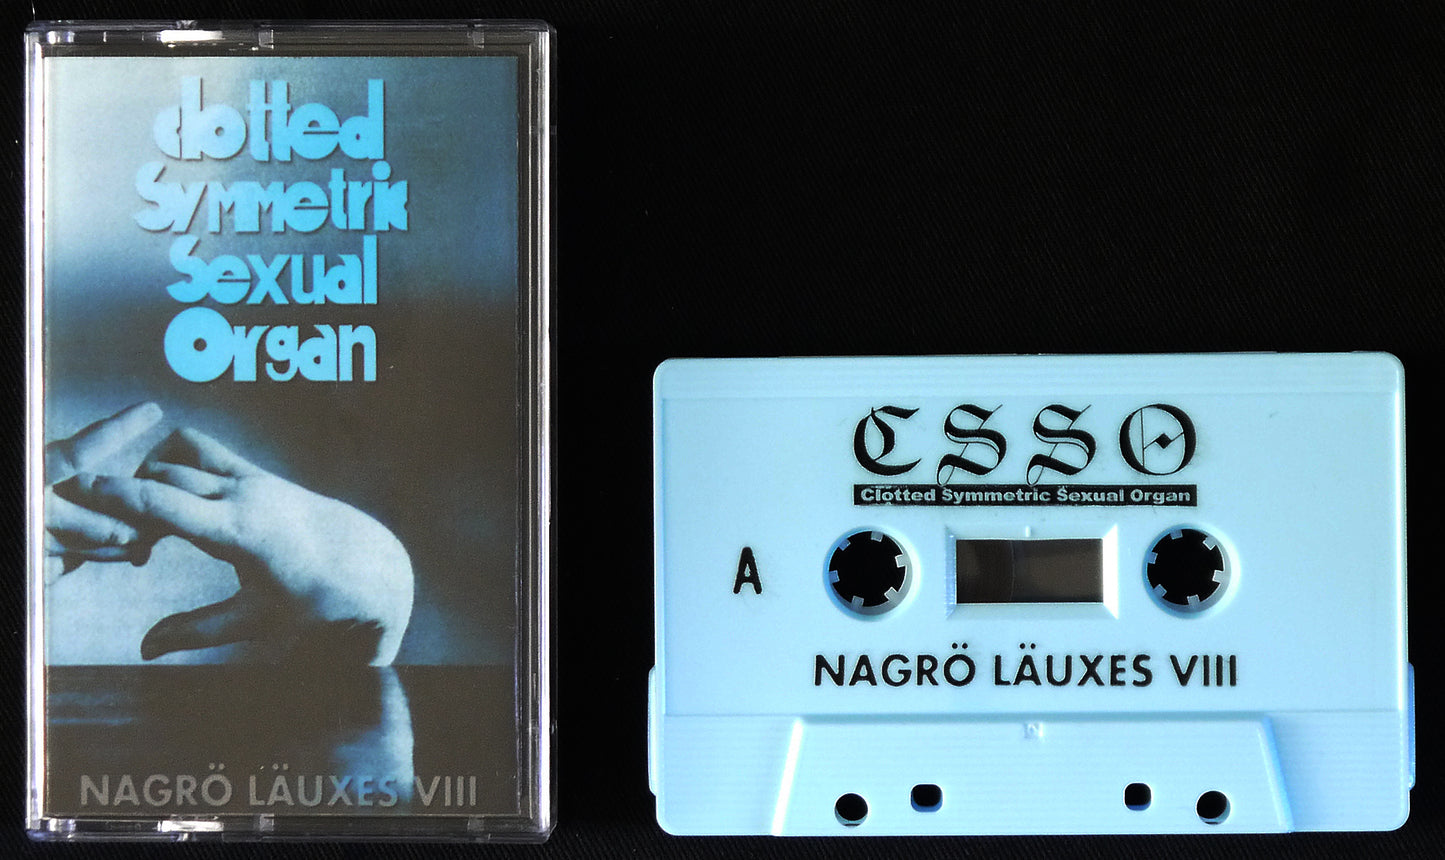 clotted
Symmetric
Sexual
Organ
NAGRÖ LÄUXES VIII
CSSO
Clotted Symmetric Sexual Organ
A
NAGRÖ LÄUXES VIII